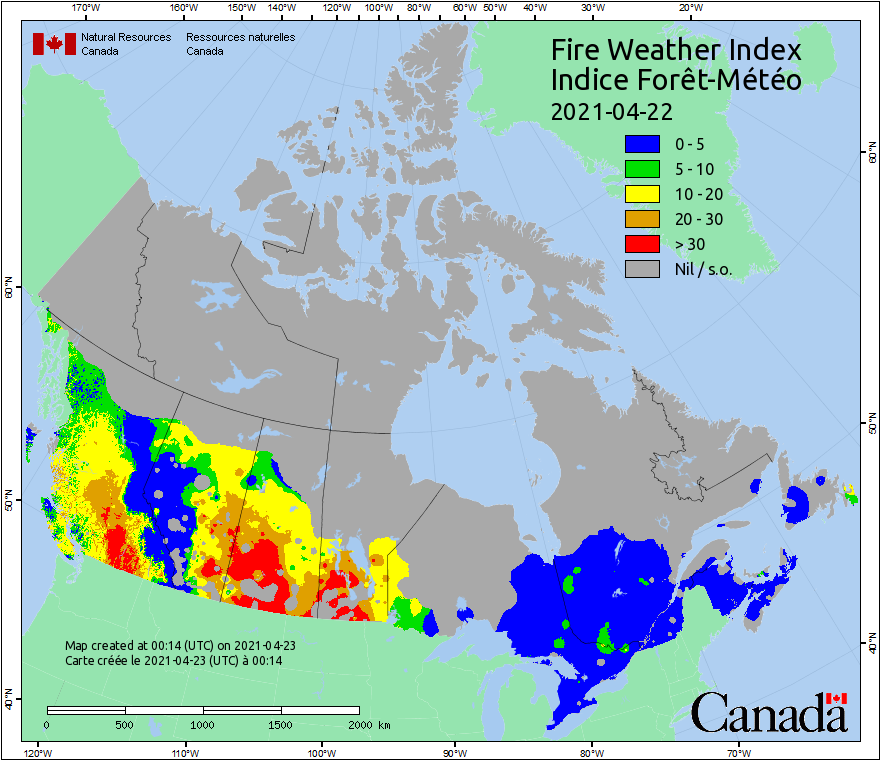 170°W 160°W 150°W 140°W 130°W 120°W 110°W 100°W 90°W 80°W 60°W 50°W 40°W 30°W 20°W
Natural Resources Ressources naturelles
Canada Canada
Fire Weather Index
Indice Forêt-Météo
2021-04-22
0 - 5
5 - 10
10 - 20
20 - 30
> 30
Nil / s.o.
60°N
60°N
50°N
50°N
40°N
40°N
Map created at 00:14 (UTC) on 2021-04-23
Carte créée le 2021-04-23 (UTC) à 00:14
0 500 1000 1500 2000 km
Canada
120°W 110°W 100°W 90°W 80°W 70°W